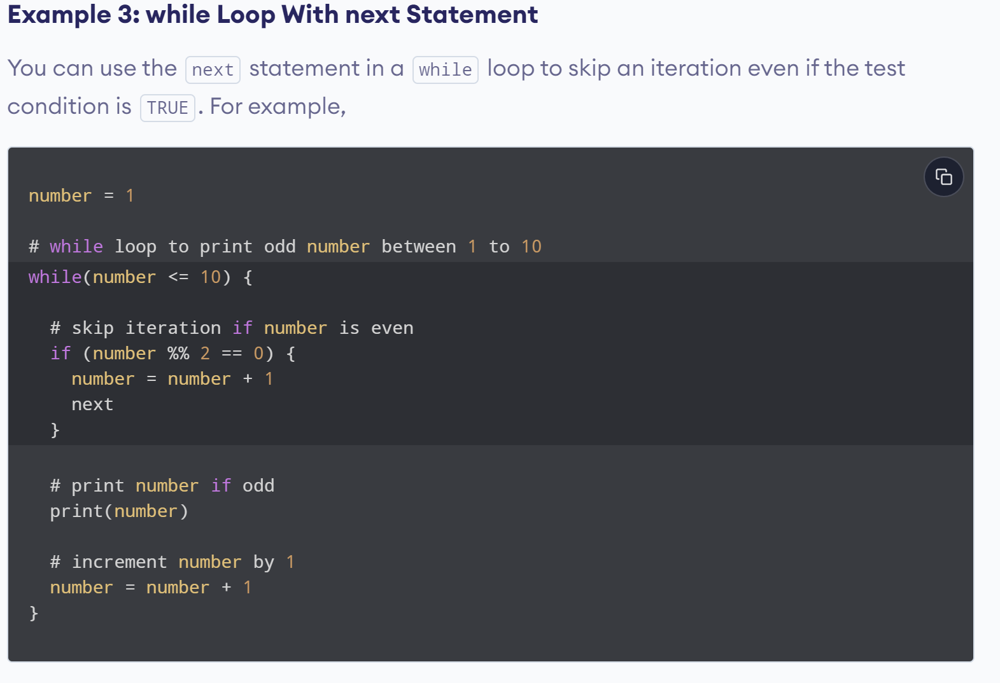 Example 3: while Loop With next Statement
You can use the next statement in a while loop to skip an iteration even if the test
condition is TRUE. For example,
number = 1
# while loop to print odd number between 1 to 10
while(number <= 10) {
  # skip iteration if number is even
  if (number %% 2 == 0) {
    number = number + 1
    next
  }
  # print number if odd
  print(number)
  # increment number by 1
  number = number + 1
}